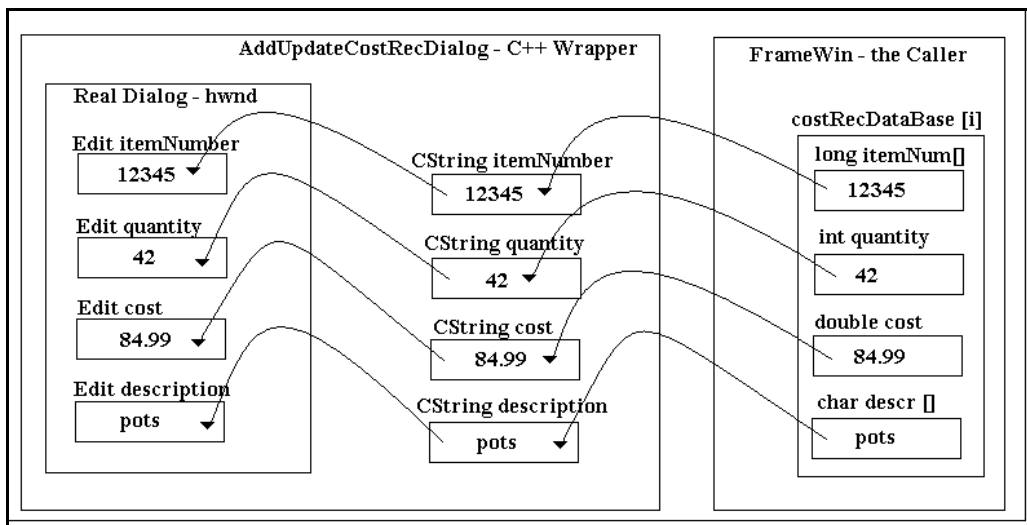 AddUpdateCostRecDialog - C++ Wrapper
Real Dialog - hwnd
Edit itemNumber
12345
Edit quantity
42
Edit cost
84.99
Edit description
pots
CString itemNumber
12345
CString quantity
42
CString cost
84.99
CString description
pots
FrameWin - the Caller
costRecDataBase [i]
long itemNum[]
12345
int quantity
42
double cost
84.99
char descr []
pots